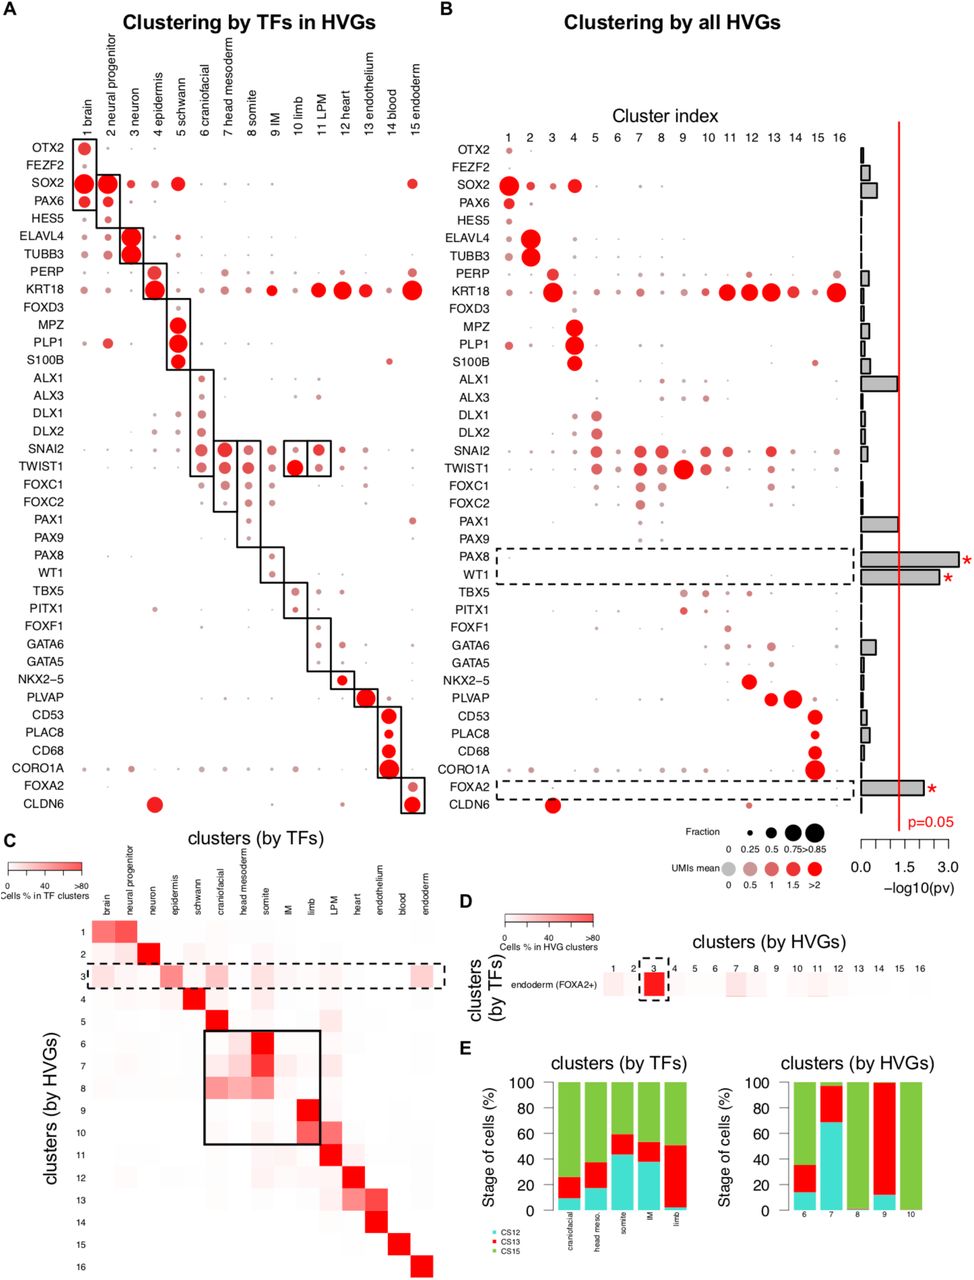 A
Clustering by TFs in HVGs
1 brain
2 neural progenitor
3 neuron
4 epidermis
5 schwann
6 craniofacial
7 head mesoderm
8 somite
9 IM
10 limb
11 LPM
12 heart
13 endothelium
14 blood
15 endoderm
OTX2
FEZF2
SOX2
PAX6
HES5
ELAVL4
TUBB3
PERP
KRT18
FOXD3
MPZ
PLP1
S100B
ALX1
ALX3
DLX1
DLX2
SNAI2
TWIST1
FOXC1
FOXC2
PAX1
PAX9
PAX8
WT1
TBX5
PITX1
FOXF1
GATA6
GATA5
NKX2−5
PLVAP
CD53
PLAC8
CD68
CORO1A
FOXA2
CLDN6
B
Clustering by all HVGs
Cluster index
1 2 3 4 5 6 7 8 9 10 11 12 13 14 15 16
OTX2
FEZF2
SOX2
PAX6
HES5
ELAVL4
TUBB3
PERP
KRT18
FOXD3
MPZ
PLP1
S100B
ALX1
ALX3
DLX1
DLX2
SNAI2
TWIST1
FOXC1
FOXC2
PAX1
PAX9
PAX8 *
WT1 *
TBX5
PITX1
FOXF1
GATA6
GATA5
NKX2−5
PLVAP
CD53
PLAC8
CD68
CORO1A
FOXA2 *
CLDN6
p=0.05
Fraction
0 0.25 0.5 0.75 >0.85
UMIs mean
0 0.5 1 1.5 >2
0.0 1.5 3.0
−log10(pv)
C
clusters (by TFs)
0 40 >80
Cells % in TF clusters
brain
neural progenitor
neuron
epidermis
schwann
craniofacial
head mesoderm
somite
IM
limb
LPM
heart
endothelium
blood
endoderm
clusters (by HVGs)
1
2
3
4
5
6
7
8
9
10
11
12
13
14
15
16
D
0 40 >80
Cells % in HVG clusters
clusters (by HVGs)
1 2 3 4 5 6 7 8 9 10 11 12 13 14 15 16
clusters
(by TFs)
endoderm (FOXA2+)
E
clusters (by TFs)
Stage of cells (%)
100
80
60
40
20
0
craniofacial
head meso.
somite
IM
limb
CS12
CS13
CS15
clusters (by HVGs)
Stage of cells (%)
100
80
60
40
20
0
6 7 8 9 10